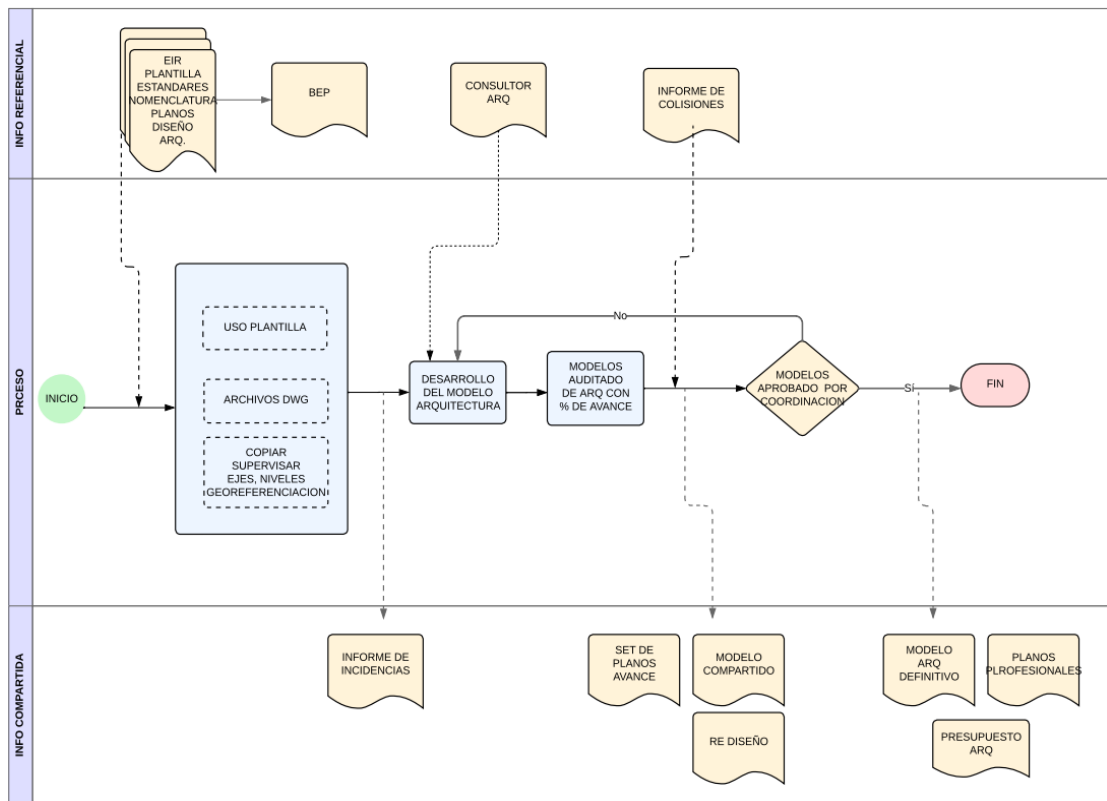 INFO REFERENCIAL
EIR
PLANTILLA
ESTANDARES
NOMENCLATURA
PLANOS
DISEÑO
ARQ.
BEP
CONSULTOR
ARQ
INFORME DE
COLISIONES
PRCESO
INICIO
USO PLANTILLA
ARCHIVOS DWG
COPIAR
SUPERVISAR
EJES, NIVELES
GEOREFERENCIACION
DESARROLLO
DEL MODELO
ARQUITECTURA
MODELOS
AUDITADO
DE ARQ CON
% DE AVANCE
No
MODELOS
APROBADO POR
COORDINACION
Sí
FIN
INFO COMPARTIDA
INFORME DE
INCIDENCIAS
SET DE
PLANOS
AVANCE
MODELO
COMPARTIDO
RE DISEÑO
MODELO
ARQ
DEFINITIVO
PLANOS
PLROFESIONALES
PRESUPUESTO
ARQ